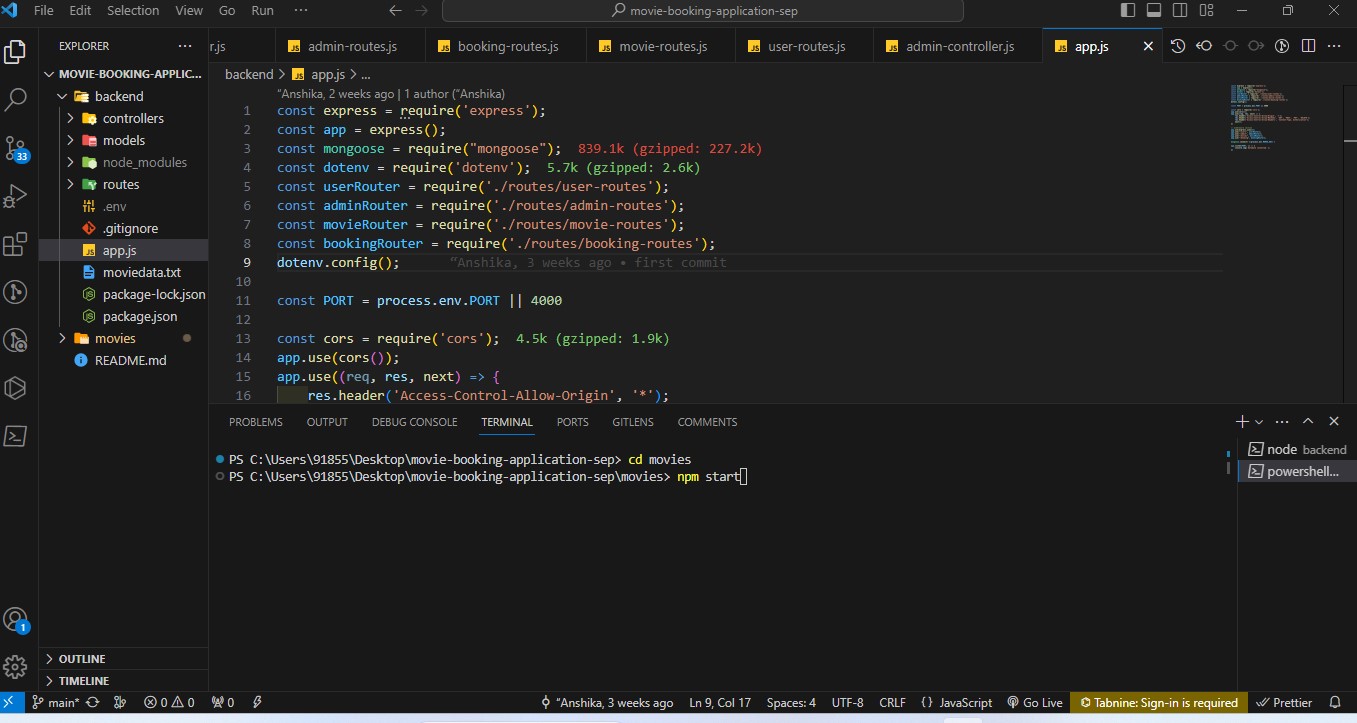 File Edit Selection View Go Run ··· movie-booking-application-sep
EXPLORER ··· r.js admin-routes.js booking-routes.js movie-routes.js user-routes.js admin-controller.js app.js
MOVIE-BOOKING-APPLIC...
backend
controllers
models
node_modules
routes
.env
.gitignore
app.js
moviedata.txt
package-lock.json
package.json
movies
README.md
OUTLINE
TIMELINE
33
1
backend > app.js > ...
"Anshika, 2 weeks ago | 1 author ("Anshika)
1 const express = require('express');
2 const app = express();
3 const mongoose = require("mongoose"); 839.1k (gzipped: 227.2k)
4 const dotenv = require('dotenv'); 5.7k (gzipped: 2.6k)
5 const userRouter = require('./routes/user-routes');
6 const adminRouter = require('./routes/admin-routes');
7 const movieRouter = require('./routes/movie-routes');
8 const bookingRouter = require('./routes/booking-routes');
9 dotenv.config(); "Anshika, 3 weeks ago • first commit
10
11 const PORT = process.env.PORT || 4000
12
13 const cors = require('cors'); 4.5k (gzipped: 1.9k)
14 app.use(cors());
15 app.use((req, res, next) => {
16 res.header('Access-Control-Allow-Origin', '*');
PROBLEMS OUTPUT DEBUG CONSOLE TERMINAL PORTS GITLENS COMMENTS
PS C:\Users\91855\Desktop\movie-booking-application-sep> cd movies
PS C:\Users\91855\Desktop\movie-booking-application-sep\movies> npm start
node backend
powershell...
main* 0 0 0 "Anshika, 3 weeks ago Ln 9, Col 17 Spaces: 4 UTF-8 CRLF {} JavaScript Go Live Tabnine: Sign-in is required Prettier